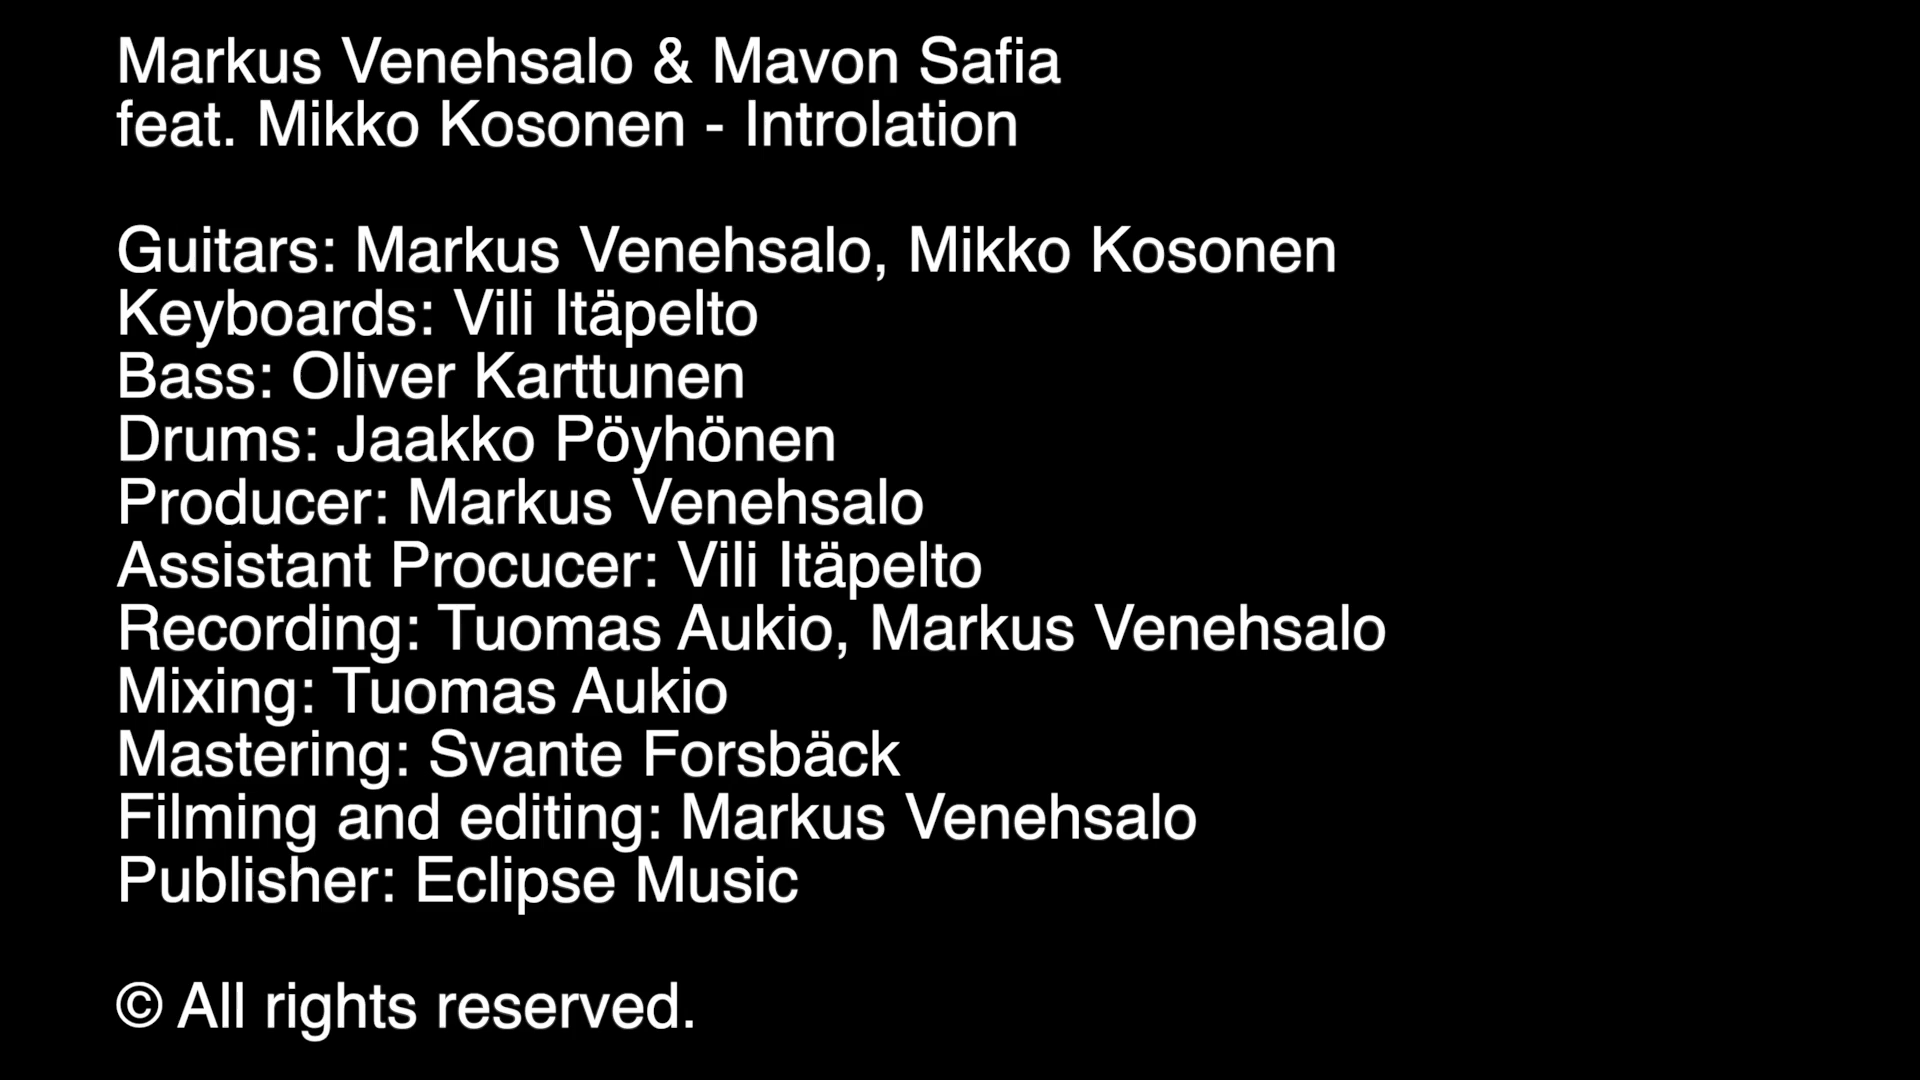 Markus Venehsalo & Mavon Safia
feat. Mikko Kosonen - Introlation
Guitars: Markus Venehsalo, Mikko Kosonen
Keyboards: Vili Itäpelto
Bass: Oliver Karttunen
Drums: Jaakko Pöyhönen
Producer: Markus Venehsalo
Assistant Procucer: Vili Itäpelto
Recording: Tuomas Aukio, Markus Venehsalo
Mixing: Tuomas Aukio
Mastering: Svante Forsbäck
Filming and editing: Markus Venehsalo
Publisher: Eclipse Music
© All rights reserved.